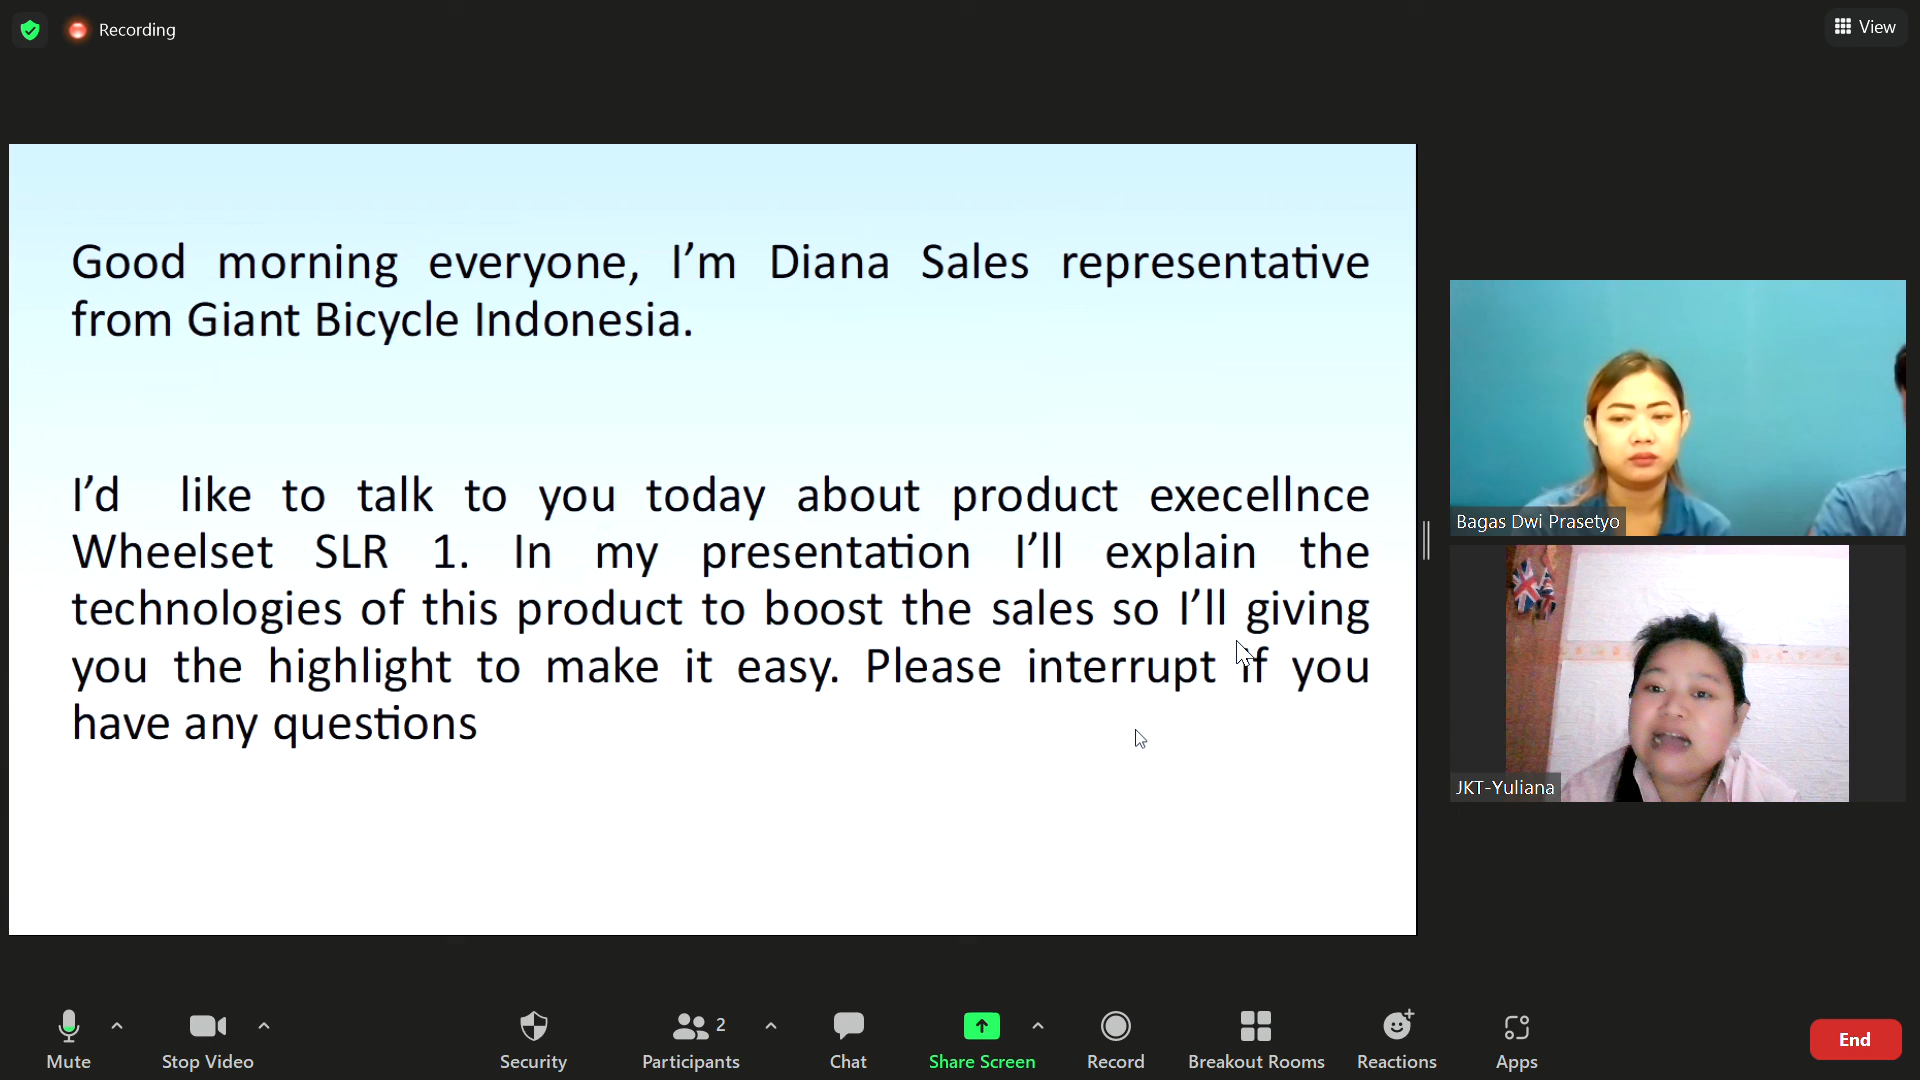 Recording
View
Good morning everyone, I’m Diana Sales representative
from Giant Bicycle Indonesia.
I’d like to talk to you today about product execellnce
Wheelset SLR 1. In my presentation I’ll explain the
technologies of this product to boost the sales so I’ll giving
you the highlight to make it easy. Please interrupt if you
have any questions
Bagas Dwi Prasetyo
JKT-Yuliana
Mute
Stop Video
Security
2
Participants
Chat
Share Screen
Record
Breakout Rooms
Reactions
Apps
End